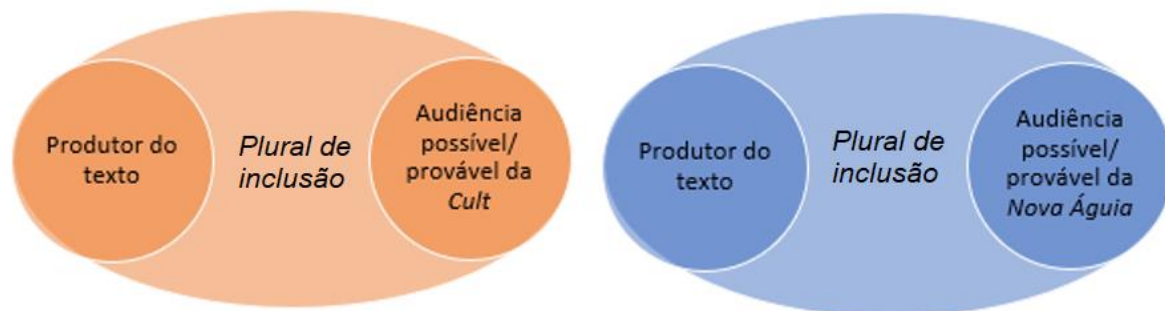 Produtor do
texto
Plural de
inclusão
Audiência
possível/
provável da
Cult
Produtor do
texto
Plural de
inclusão
Audiência
possível/
provável da
Nova Águia